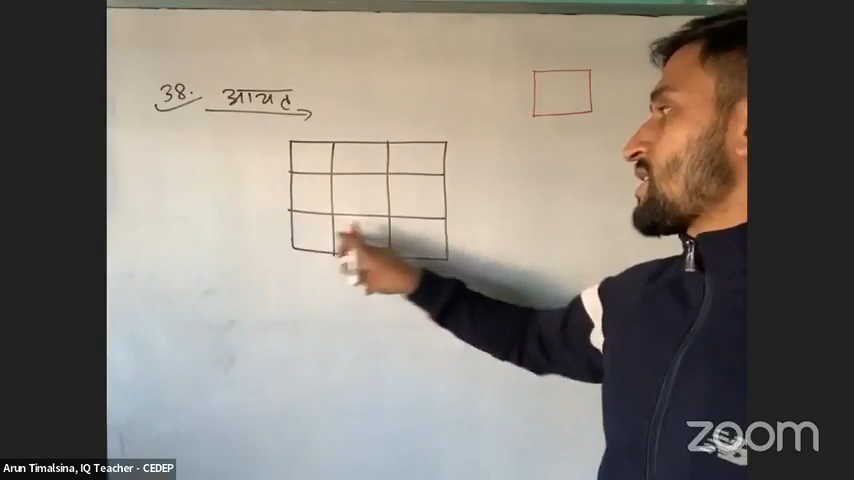 38. आयत
zoom
Arun Timalsina, IQ Teacher - CEDEP